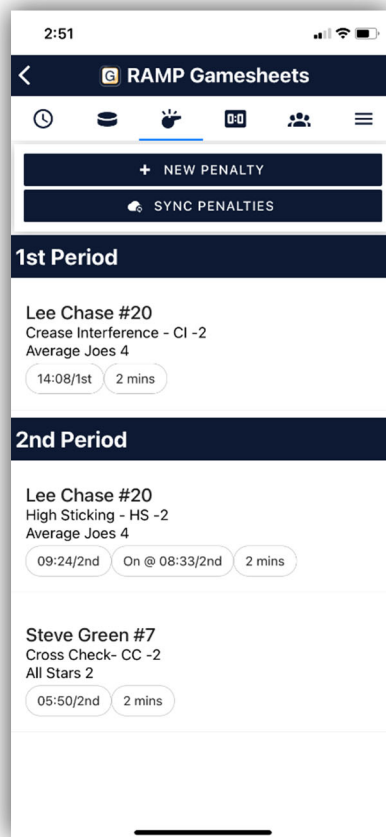 2:51
G RAMP Gamesheets
0:0
+ NEW PENALTY
SYNC PENALTIES
1st Period
Lee Chase #20
Crease Interference - CI -2
Average Joes 4
14:08/1st 2 mins
2nd Period
Lee Chase #20
High Sticking - HS -2
Average Joes 4
09:24/2nd On @ 08:33/2nd 2 mins
Steve Green #7
Cross Check- CC -2
All Stars 2
05:50/2nd 2 mins